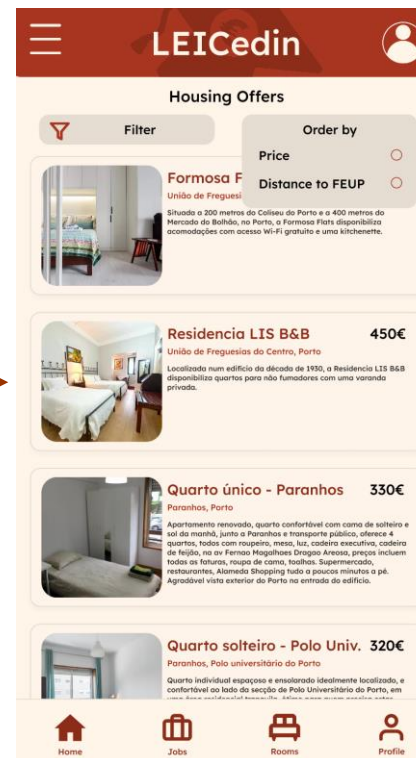 LEICedin
Housing Offers
Filter
Order by
Price
Distance to FEUP
Formosa F
União de Freguesi
Situada a 200 metros do Coliseu do Porto e a 400 metros do
Mercado do Bolhão, no Porto, a Formosa Flats disponibiliza
acomodações com acesso Wi-Fi gratuito e uma kitchenette.
Residencia LIS B&B 450€
União de Freguesias do Centro, Porto
Localizado num edifício da década de 1930, a Residencia LIS B&B
disponibiliza quartos para não fumadores com uma varanda
privada.
Quarto único - Paranhos 330€
Paranhos, Porto
Apartamento renovado, quarto confortável com cama de solteiro e
sol da manhã, junto a Paranhos e transporte público, oferece 4
quartos, todos com roupeiro, mesa, luz, cadeira executiva, cadeira
de feijão, na av Fernao Magalhaes Dragao Areosa, preços incluem
todas as faturas, roupa de cama, toalhas. Supermercado,
restaurantes, Alameda Shopping tudo a poucos minutos a pé.
Agradável vista exterior do Porto na entrada do edifício.
Quarto solteiro - Polo Univ. 320€
Paranhos, Polo universitário do Porto
Quarto individual espaçoso e ensolarado idealmente localizado, e
confortável ao lado da secção de Polo Universitário do Porto, em
Home
Jobs
Rooms
Profile